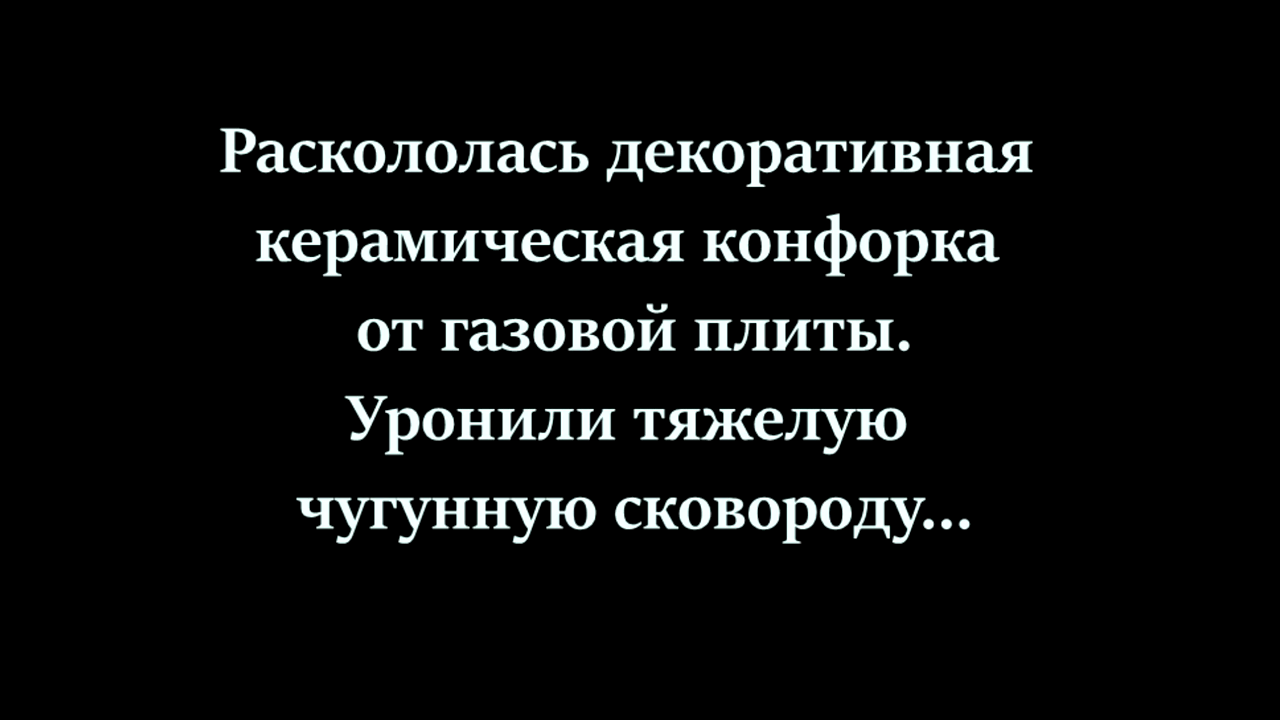 Раскололась декоративная
керамическая конфорка
от газовой плиты.
Уронили тяжелую
чугунную сковороду...